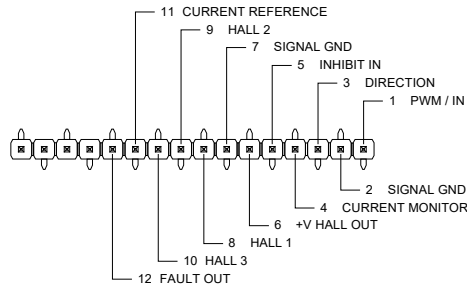 11 CURRENT REFERENCE
9 HALL 2
7 SIGNAL GND
5 INHIBIT IN
3 DIRECTION
1 PWM / IN
2 SIGNAL GND
4 CURRENT MONITOR
6 +V HALL OUT
8 HALL 1
10 HALL 3
12 FAULT OUT